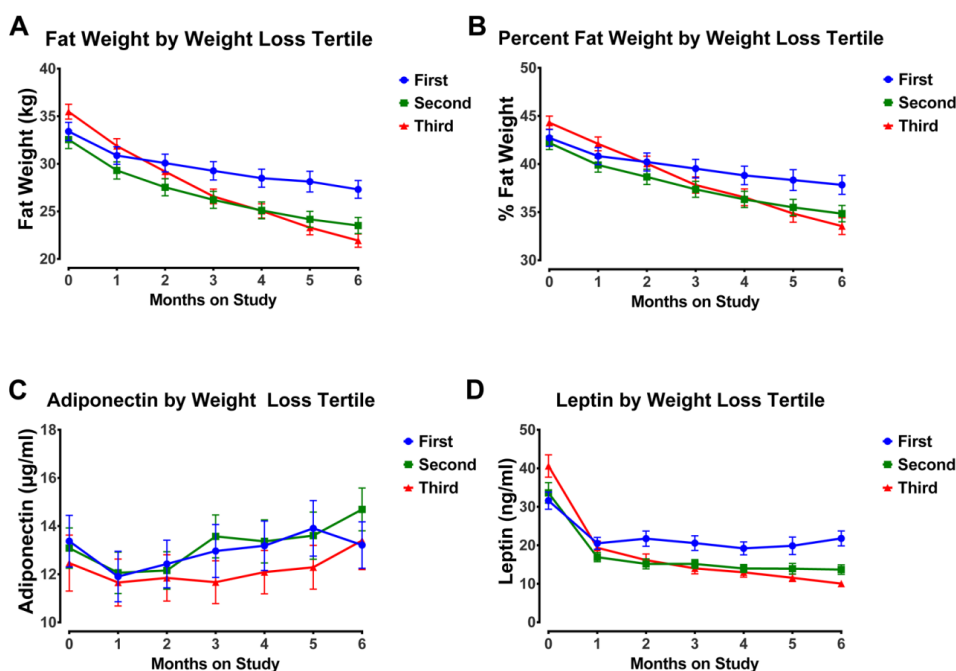 A
Fat Weight by Weight Loss Tertile
Fat Weight (kg)
40
35
30
25
20
0 1 2 3 4 5 6
Months on Study
First
Second
Third
B
Percent Fat Weight by Weight Loss Tertile
% Fat Weight
50
45
40
35
30
0 1 2 3 4 5 6
Months on Study
First
Second
Third
C
Adiponectin by Weight Loss Tertile
Adiponectin (µg/ml)
18
16
14
12
10
0 1 2 3 4 5 6
Months on Study
First
Second
Third
D
Leptin by Weight Loss Tertile
Leptin (ng/ml)
50
40
30
20
10
0
0 1 2 3 4 5 6
Months on Study
First
Second
Third